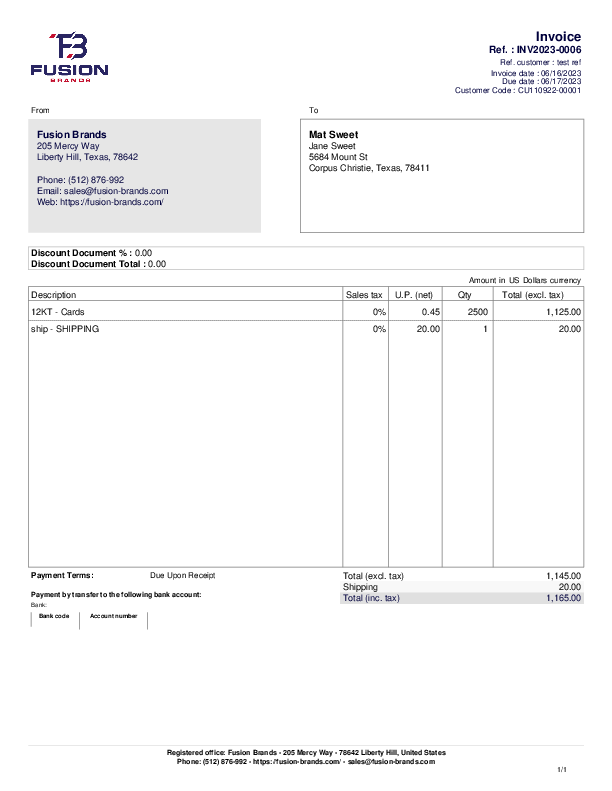 FB
FUSION
BRANDS
Invoice
Ref. : INV2023-0006
Ref. customer : test ref
Invoice date : 06/16/2023
Due date : 06/17/2023
Customer Code : CU110922-00001
From
To
Fusion Brands
205 Mercy Way
Liberty Hill, Texas, 78642
Phone: (512) 876-992
Email: sales@fusion-brands.com
Web: https://fusion-brands.com/
Mat Sweet
Jane Sweet
5684 Mount St
Corpus Christie, Texas, 78411
Discount Document % : 0.00
Discount Document Total : 0.00
Amount in US Dollars currency
Description Sales tax U.P. (net) Qty Total (excl. tax)
12KT - Cards 0% 0.45 2500 1,125.00
ship - SHIPPING 0% 20.00 1 20.00
Payment Terms: Due Upon Receipt
Payment by transfer to the following bank account:
Bank:
Bank code Account number
Total (excl. tax) 1,145.00
Shipping 20.00
Total (inc. tax) 1,165.00
Registered office: Fusion Brands - 205 Mercy Way - 78642 Liberty Hill, United States
Phone: (512) 876-992 - https://fusion-brands.com/ - sales@fusion-brands.com
1/1